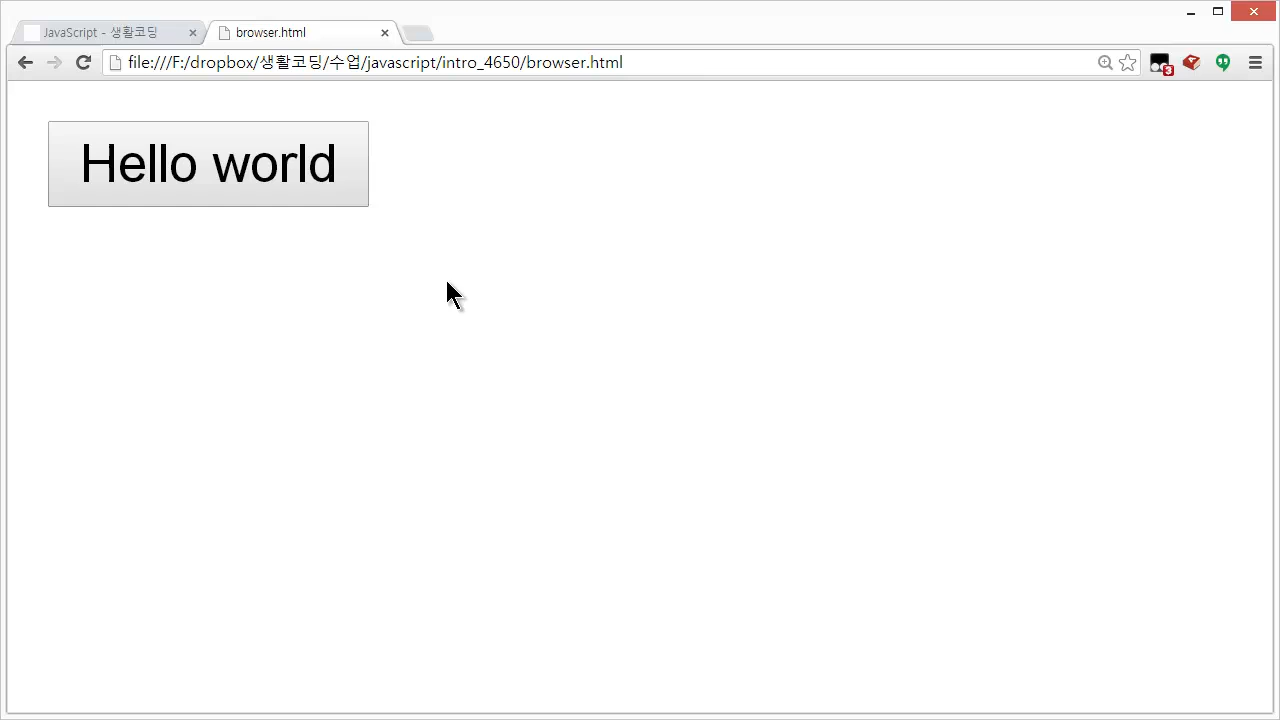 JavaScript - 생활코딩
browser.html
file:///F:/dropbox/생활코딩/수업/javascript/intro_4650/browser.html
3
Hello world